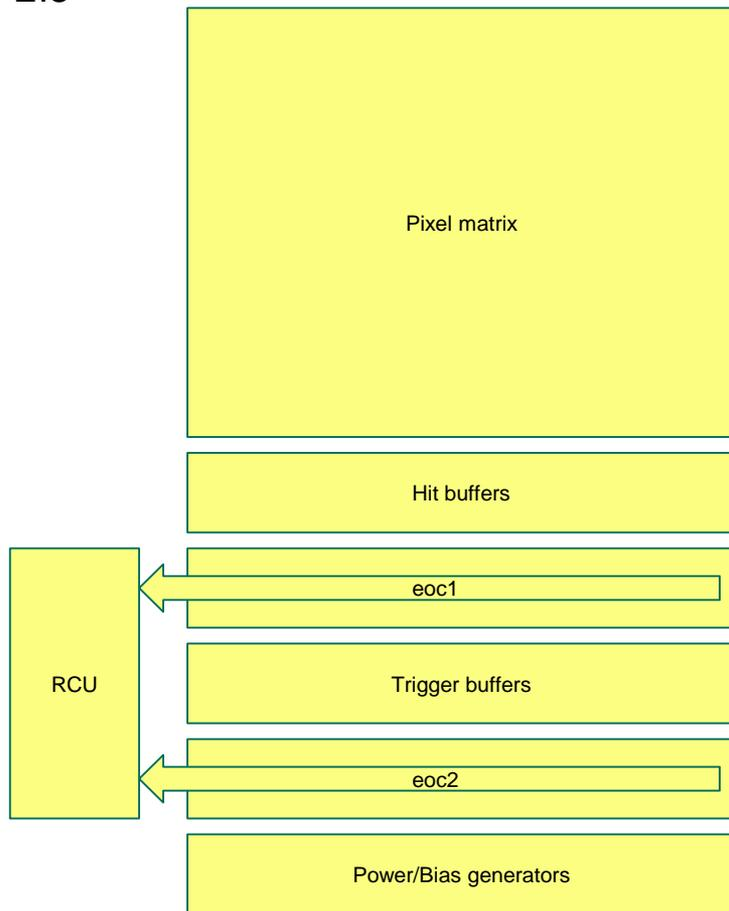 Pixel matrix
Hit buffers
eoc1
RCU
Trigger buffers
eoc2
Power/Bias generators